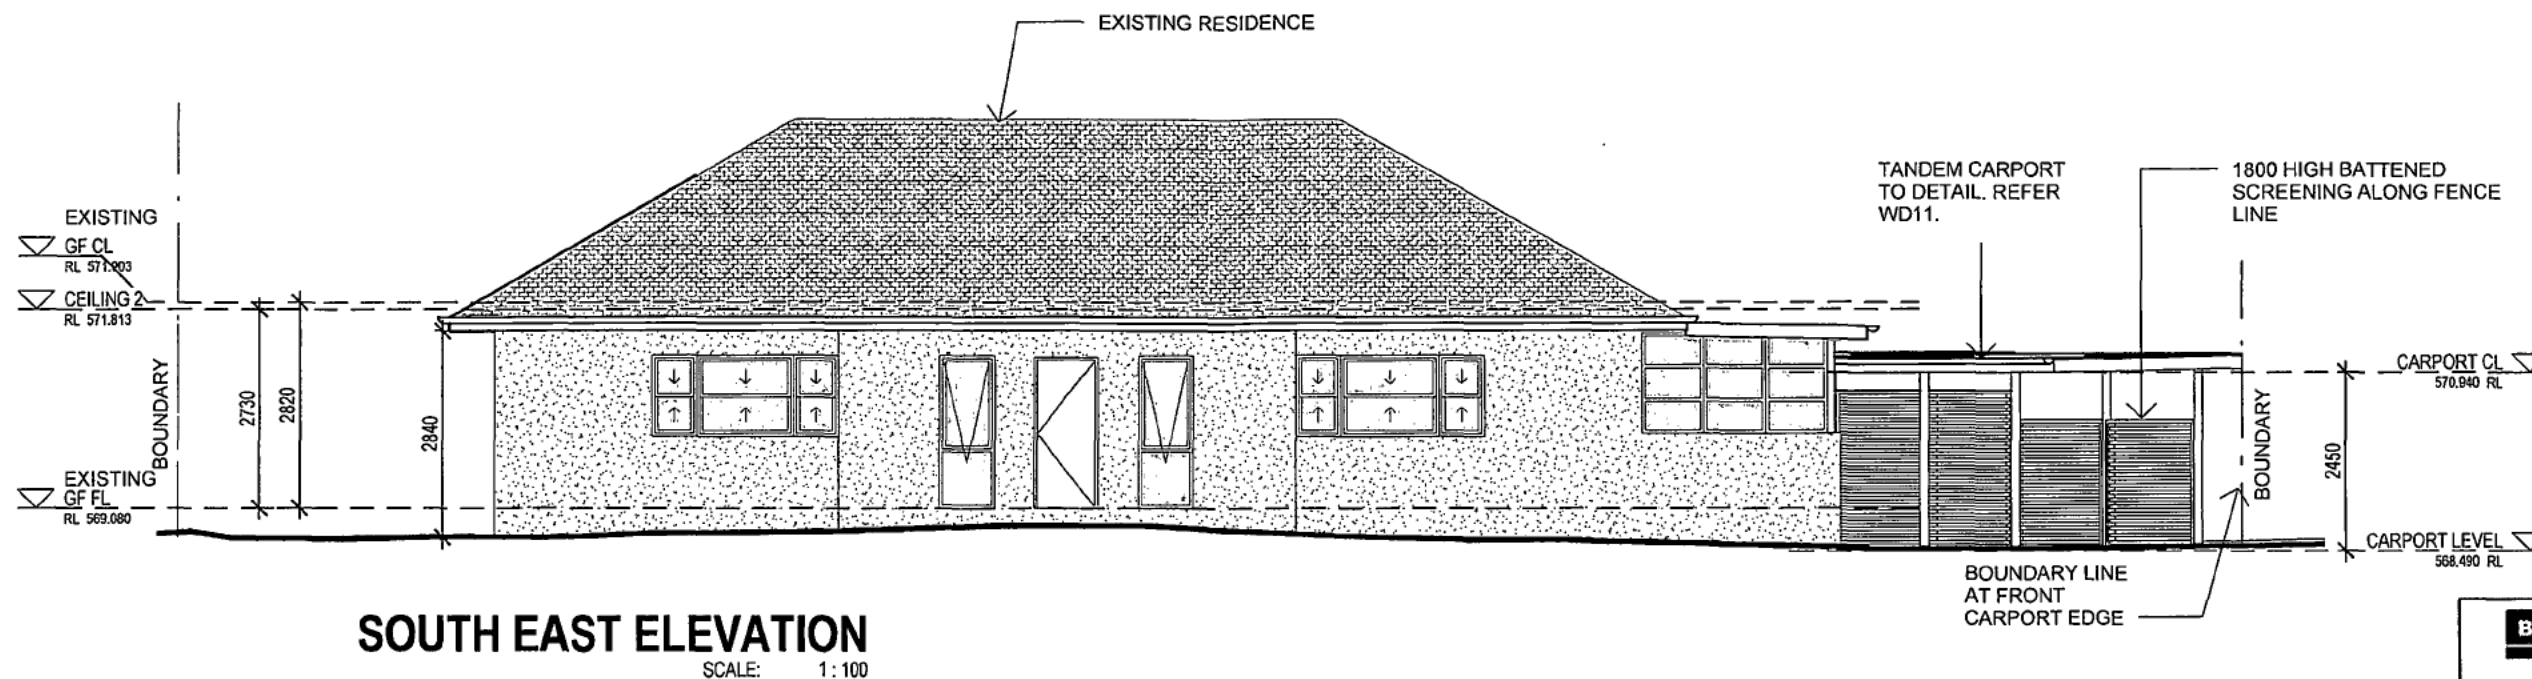 EXISTING RESIDENCE
TANDEM CARPORT
TO DETAIL. REFER
WD11.
1800 HIGH BATTENED
SCREENING ALONG FENCE
LINE
EXISTING
GF CL
RL 571.903
CEILING 2
RL 571.813
BOUNDARY
2730
2820
2840
EXISTING
GF FL
RL 569.080
CARPORT CL
570.940 RL
BOUNDARY
2450
CARPORT LEVEL
568.490 RL
BOUNDARY LINE
AT FRONT
CARPORT EDGE
SOUTH EAST ELEVATION
SCALE: 1 : 100
B